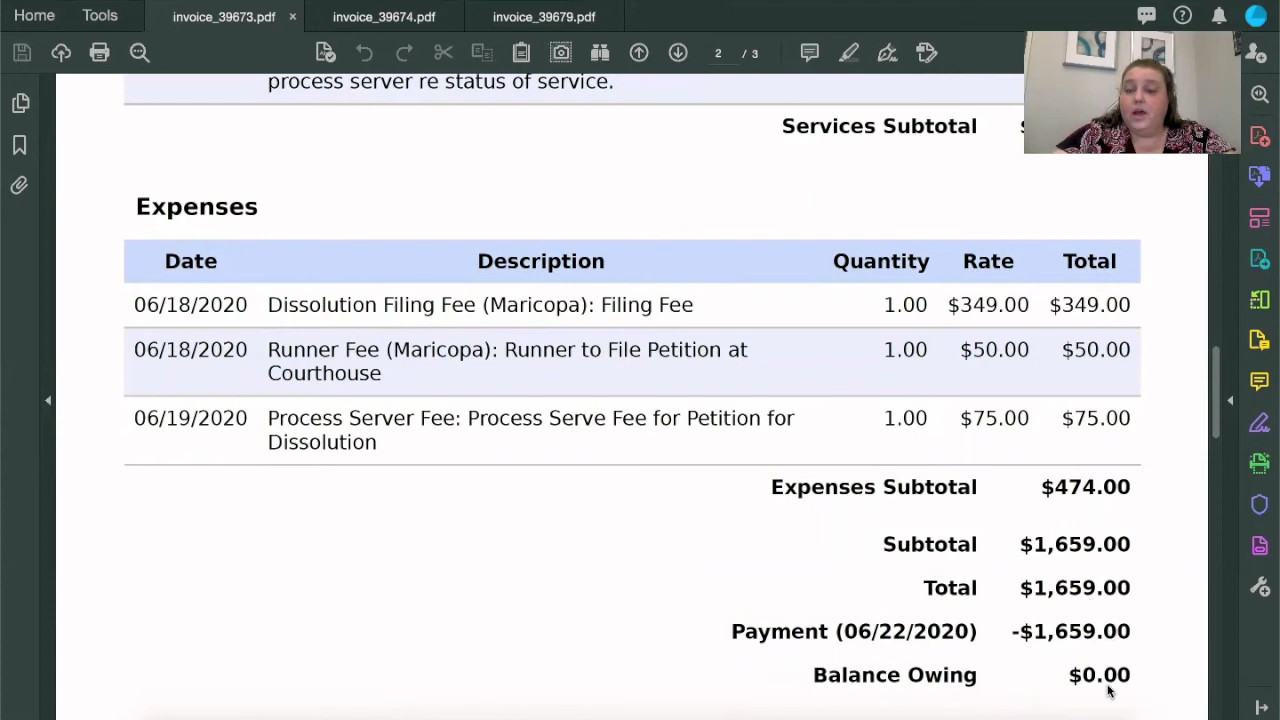 Home Tools invoice_39673.pdf × invoice_39674.pdf invoice_39679.pdf
2 / 3
process server re status of service.
Services Subtotal
Expenses
Date Description Quantity Rate Total
06/18/2020 Dissolution Filing Fee (Maricopa): Filing Fee 1.00 $349.00 $349.00
06/18/2020 Runner Fee (Maricopa): Runner to File Petition at 1.00 $50.00 $50.00
Courthouse
06/19/2020 Process Server Fee: Process Serve Fee for Petition for 1.00 $75.00 $75.00
Dissolution
Expenses Subtotal $474.00
Subtotal $1,659.00
Total $1,659.00
Payment (06/22/2020) -$1,659.00
Balance Owing $0.00